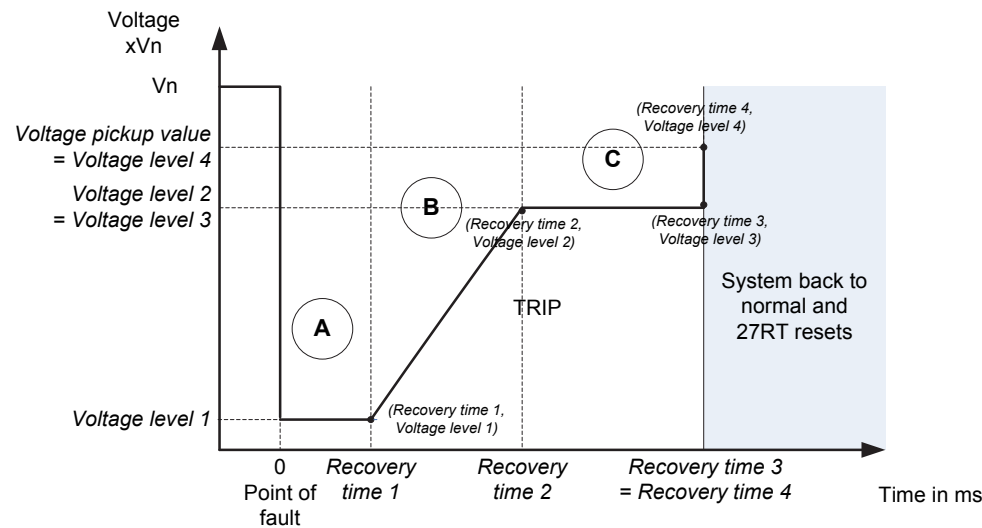 Voltage
xVn
Vn
Voltage pickup value
= Voltage level 4
Voltage level 2
= Voltage level 3
Voltage level 1
A
B
C
(Recovery time 4,
Voltage level 4)
(Recovery time 2,
Voltage level 2)
(Recovery time 3,
Voltage level 3)
TRIP
System back to
normal and
27RT resets
(Recovery time 1,
Voltage level 1)
0
Point of
fault
Recovery
time 1
Recovery
time 2
Recovery time 3
= Recovery time 4
Time in ms